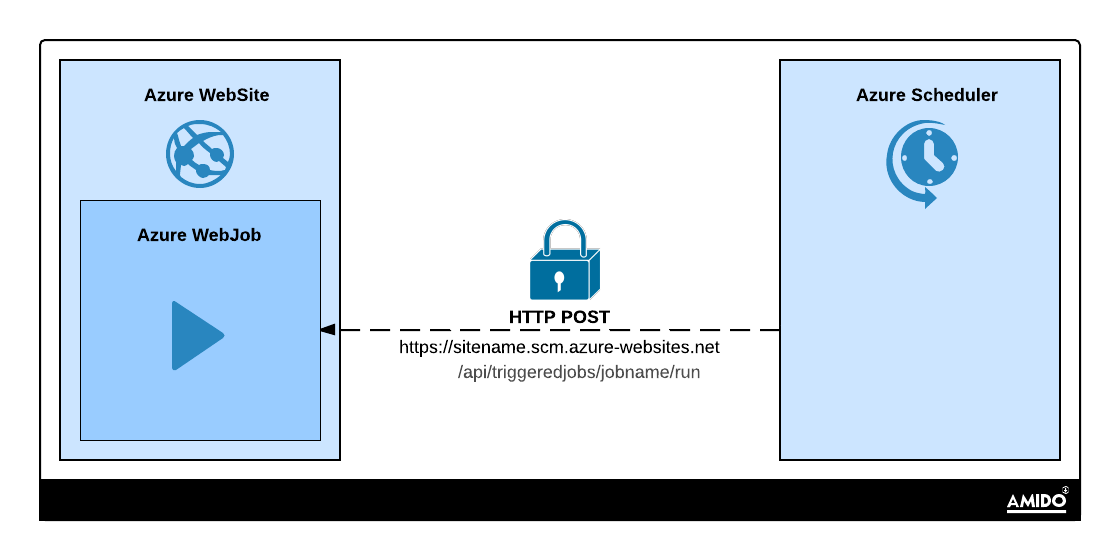 Azure WebSite
Azure Scheduler
Azure WebJob
HTTP POST
https://sitename.scm.azure-websites.net
/api/triggeredjobs/jobname/run
AMIDO